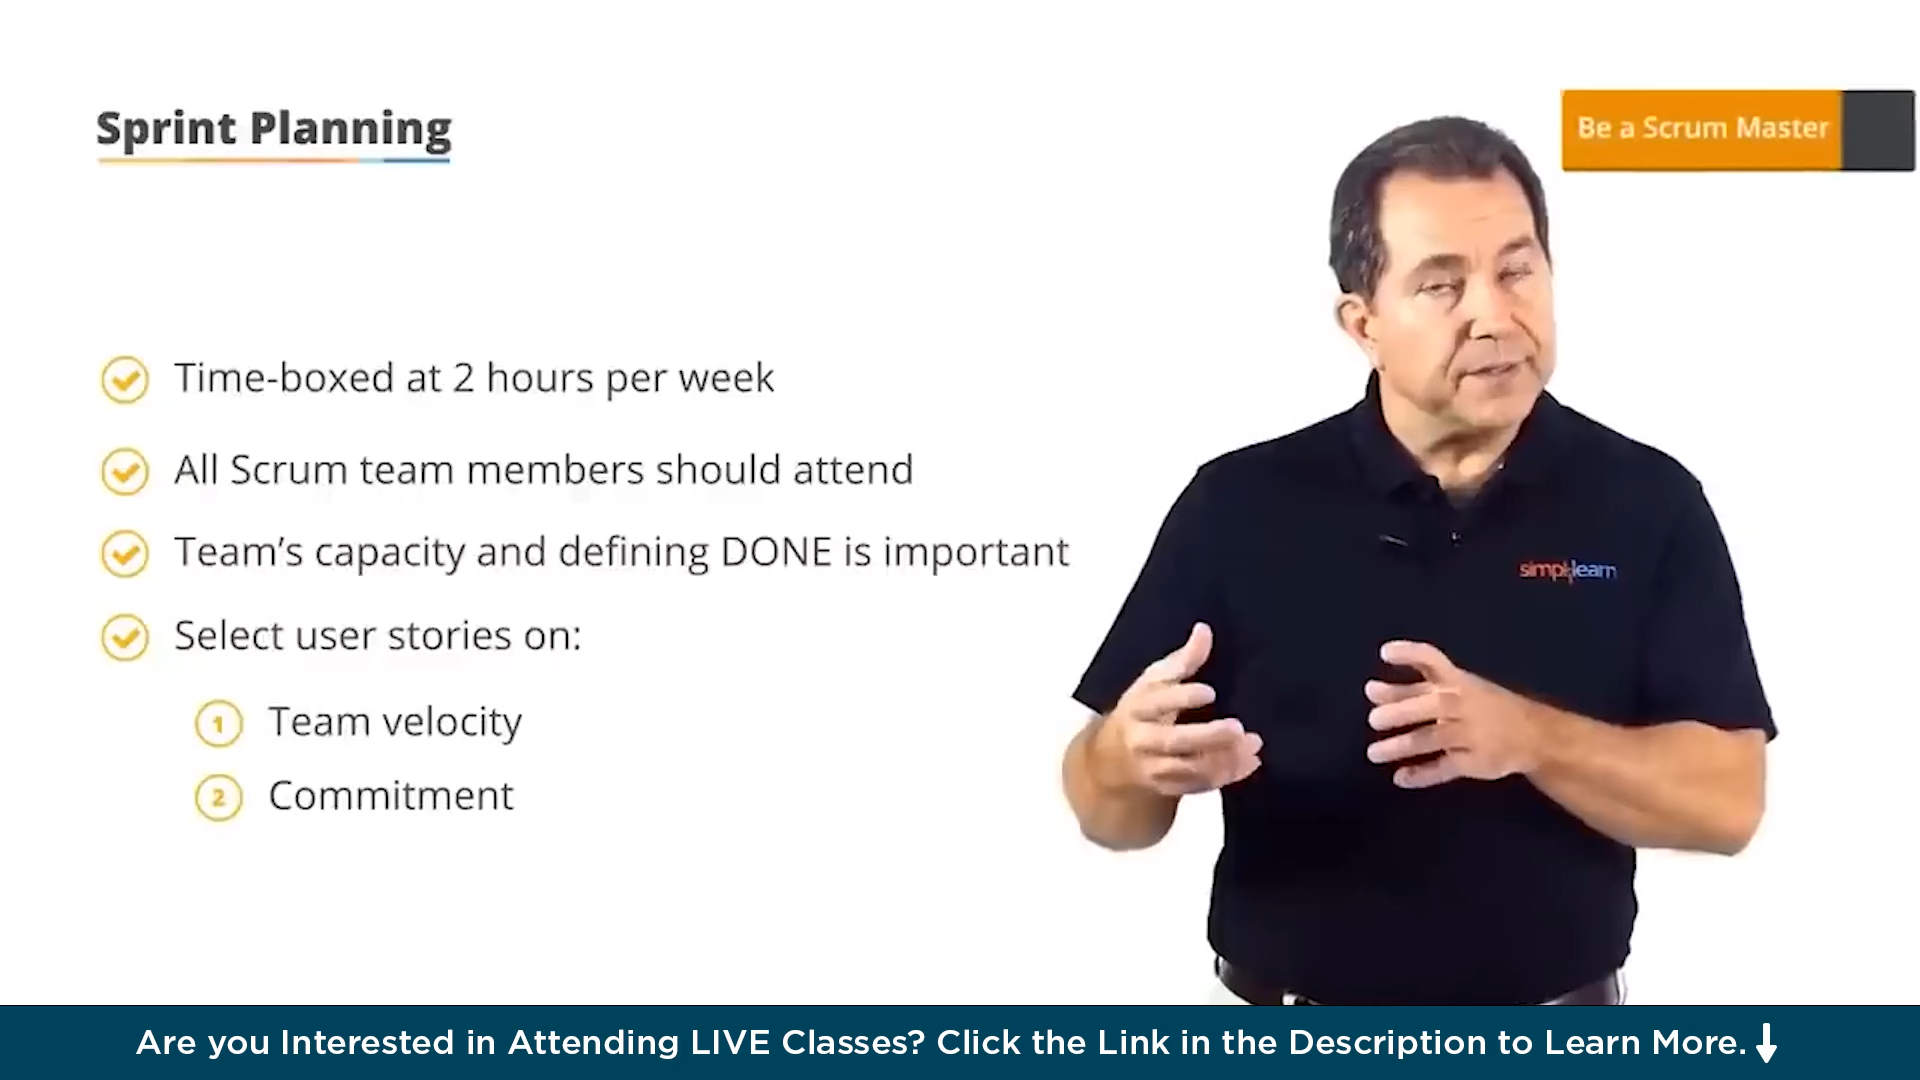 Sprint Planning
Be a Scrum Master
Time-boxed at 2 hours per week
All Scrum team members should attend
Team’s capacity and defining DONE is important
simplilearn
Select user stories on:
1 Team velocity
2 Commitment
Are you Interested in Attending LIVE Classes? Click the Link in the Description to Learn More.